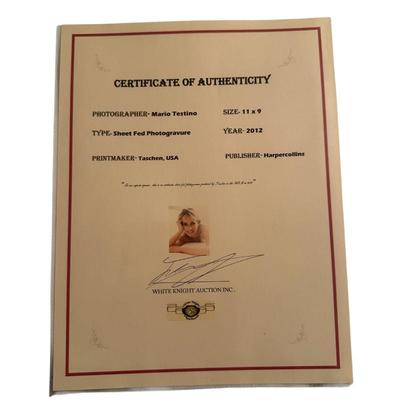 CERTIFICATE OF AUTHENTICITY
PHOTOGRAPHER- Mario Testino SIZE- 11 x 9
TYPE- Sheet Fed Photogravure YEAR- 2012
PRINTMAKER- Taschen, USA PUBLISHER- Harpercollins
WHITE KNIGHT AUCTION INC.